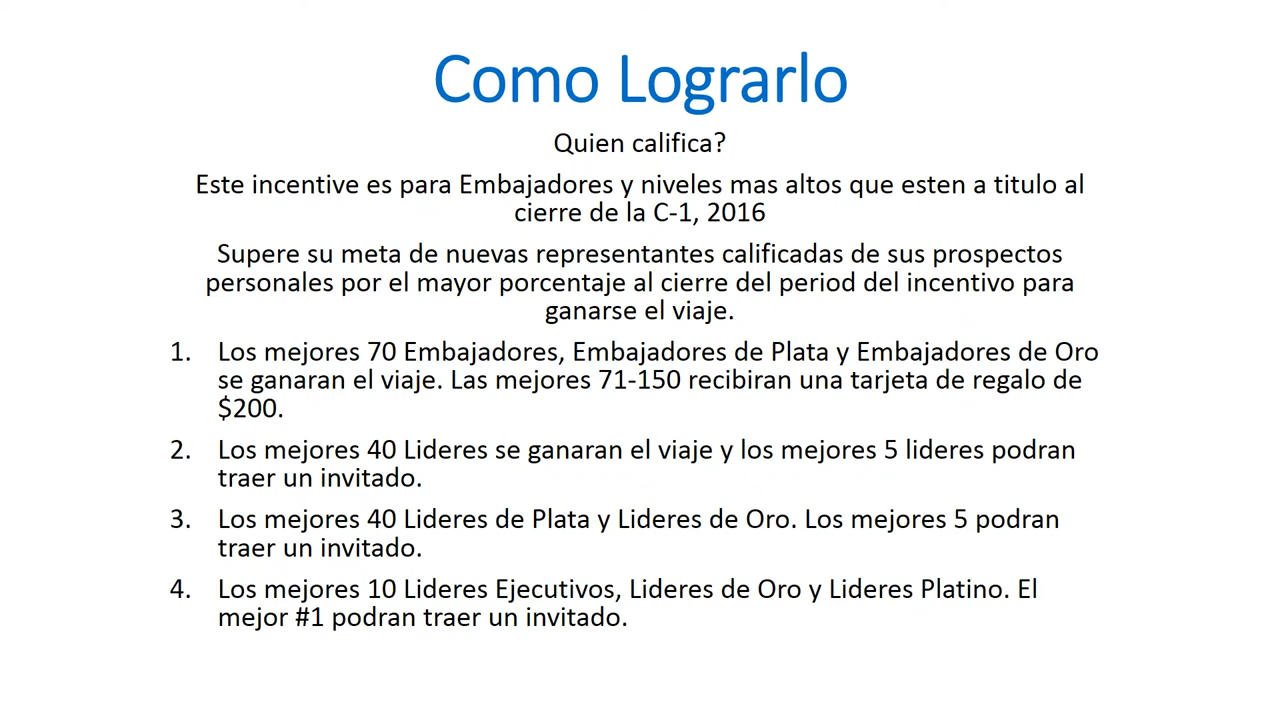 Como Lograrlo
Quien califica?
Este incentive es para Embajadores y niveles mas altos que esten a titulo al
cierre de la C-1, 2016
Supere su meta de nuevas representantes calificadas de sus prospectos
personales por el mayor porcentaje al cierre del period del incentivo para
ganarse el viaje.
1. Los mejores 70 Embajadores, Embajadores de Plata y Embajadores de Oro
se ganaran el viaje. Las mejores 71-150 recibiran una tarjeta de regalo de
$200.
2. Los mejores 40 Lideres se ganaran el viaje y los mejores 5 lideres podran
traer un invitado.
3. Los mejores 40 Lideres de Plata y Lideres de Oro. Los mejores 5 podran
traer un invitado.
4. Los mejores 10 Lideres Ejecutivos, Lideres de Oro y Lideres Platino. El
mejor #1 podran traer un invitado.